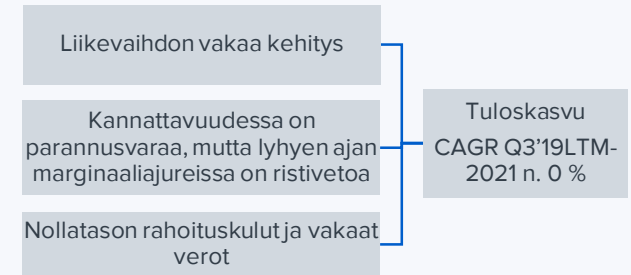 Liikevaihdon vakaa kehitys
Kannattavuudessa on
parannusvaraa, mutta lyhyen ajan
marginaaliajureissa on ristivetoa
Nollatason rahoituskulut ja vakaat
verot
Tuloskasvu
CAGR Q3'19LTM-
2021 n. 0 %